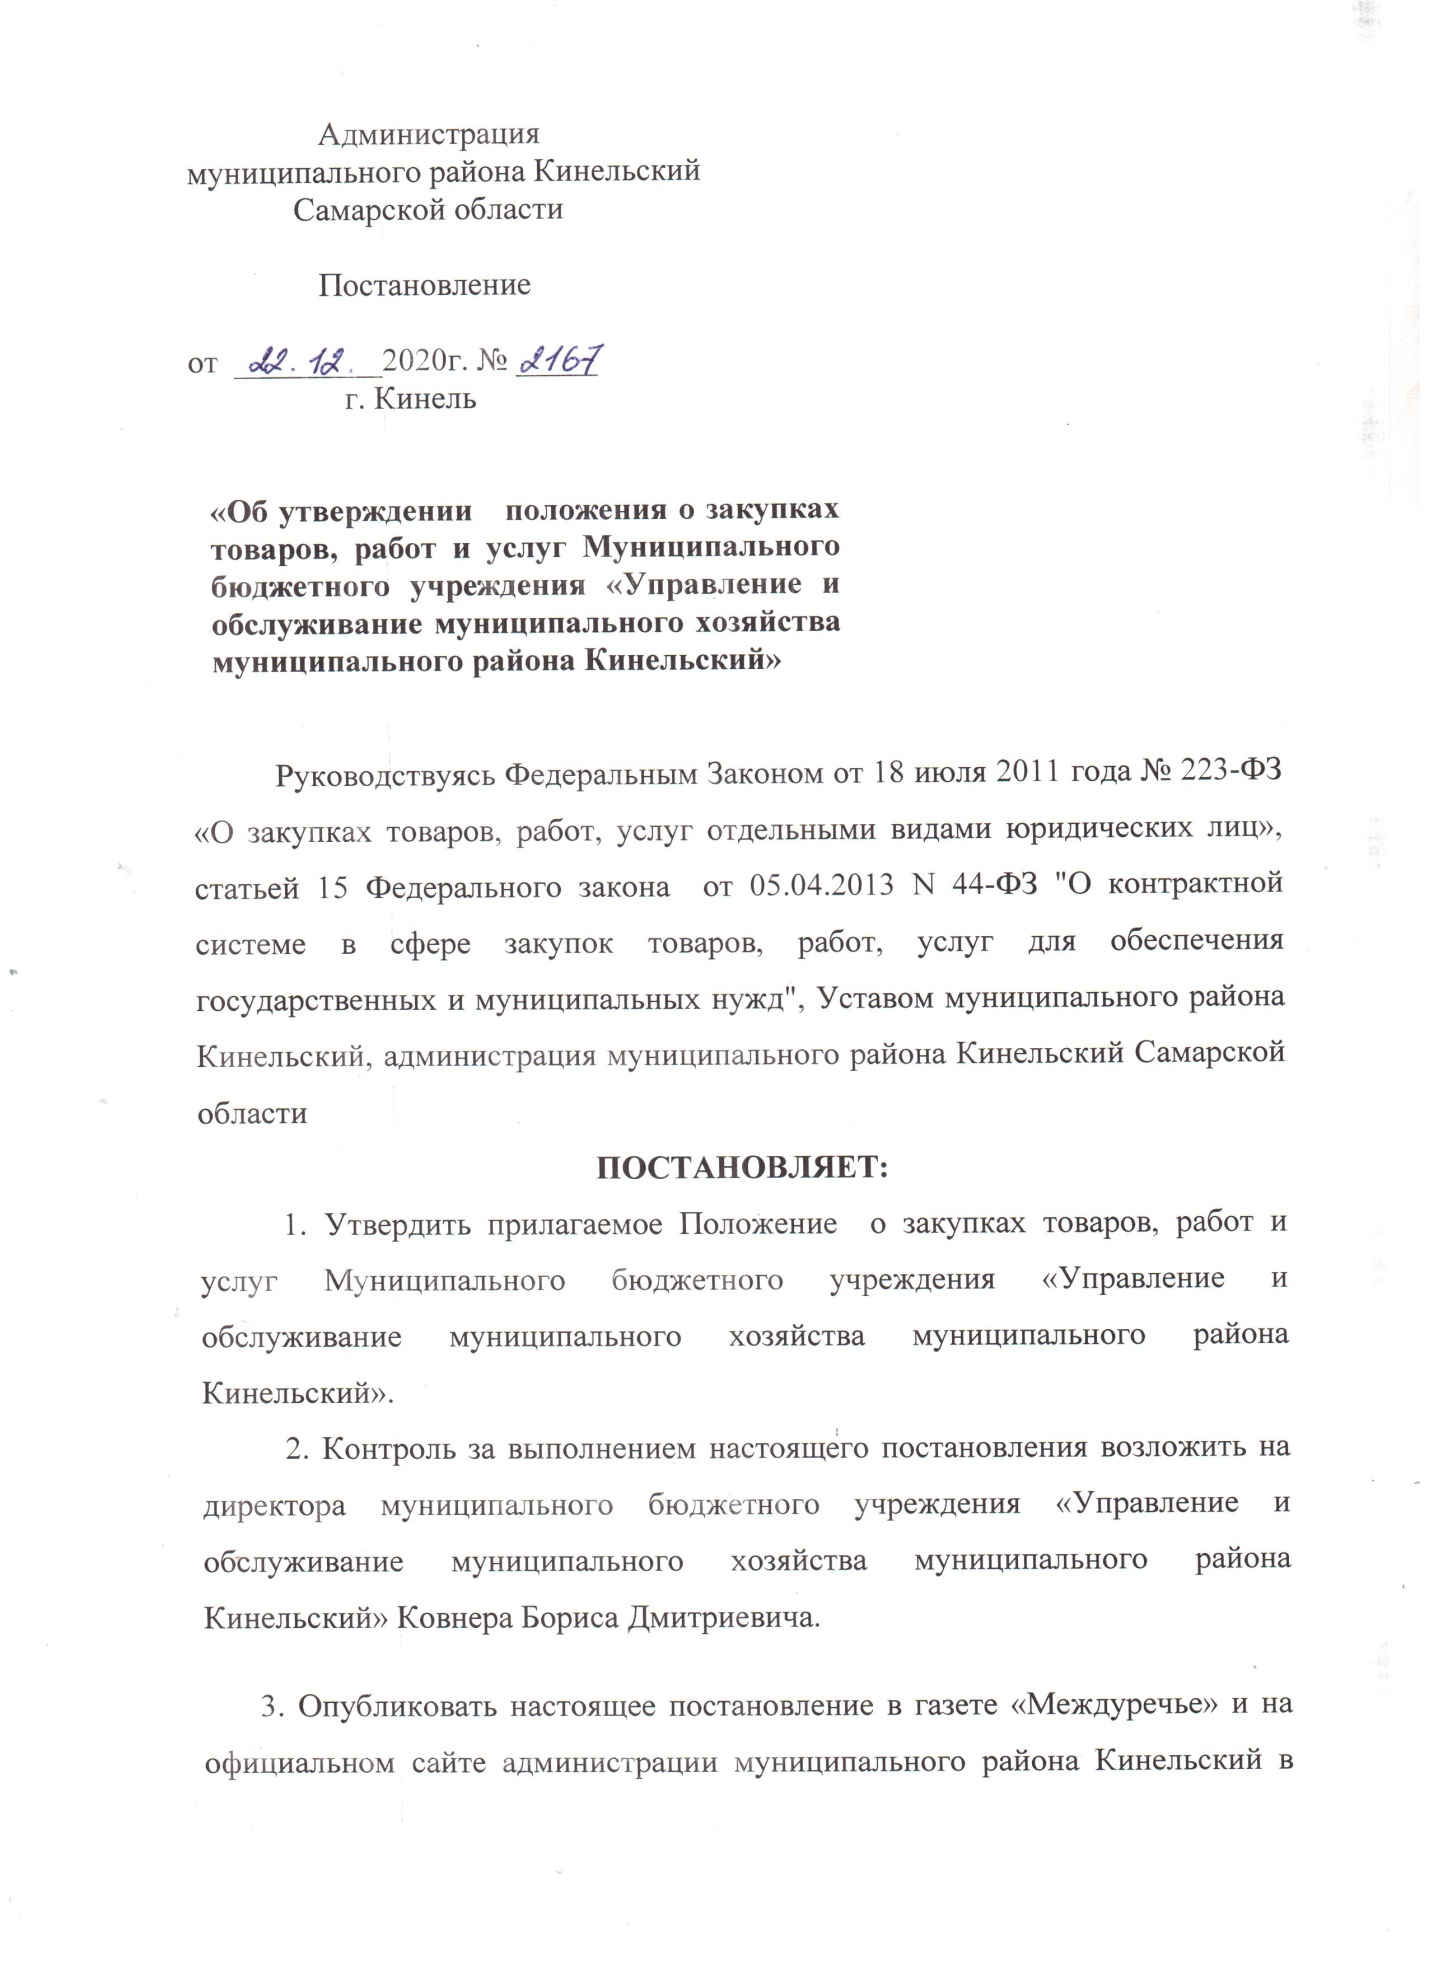 Администрация
муниципального района Кинельский
Самарской области
Постановление
от 22.12. 2020г. № 2167
г. Кинель
«Об утверждении положения о закупках
товаров, работ и услуг Муниципального
бюджетного учреждения «Управление и
обслуживание муниципального хозяйства
муниципального района Кинельский»
Руководствуясь Федеральным Законом от 18 июля 2011 года № 223-ФЗ
«О закупках товаров, работ, услуг отдельными видами юридических лиц»,
статьей 15 Федерального закона от 05.04.2013 N 44-ФЗ "О контрактной
системе в сфере закупок товаров, работ, услуг для обеспечения
государственных и муниципальных нужд", Уставом муниципального района
Кинельский, администрация муниципального района Кинельский Самарской
области
ПОСТАНОВЛЯЕТ:
1. Утвердить прилагаемое Положение о закупках товаров, работ и
услуг Муниципального бюджетного учреждения «Управление и
обслуживание муниципального хозяйства муниципального района
Кинельский».
2. Контроль за выполнением настоящего постановления возложить на
директора муниципального бюджетного учреждения «Управление и
обслуживание муниципального хозяйства муниципального района
Кинельский» Ковнера Бориса Дмитриевича.
3. Опубликовать настоящее постановление в газете «Междуречье» и на
официальном сайте администрации муниципального района Кинельский в